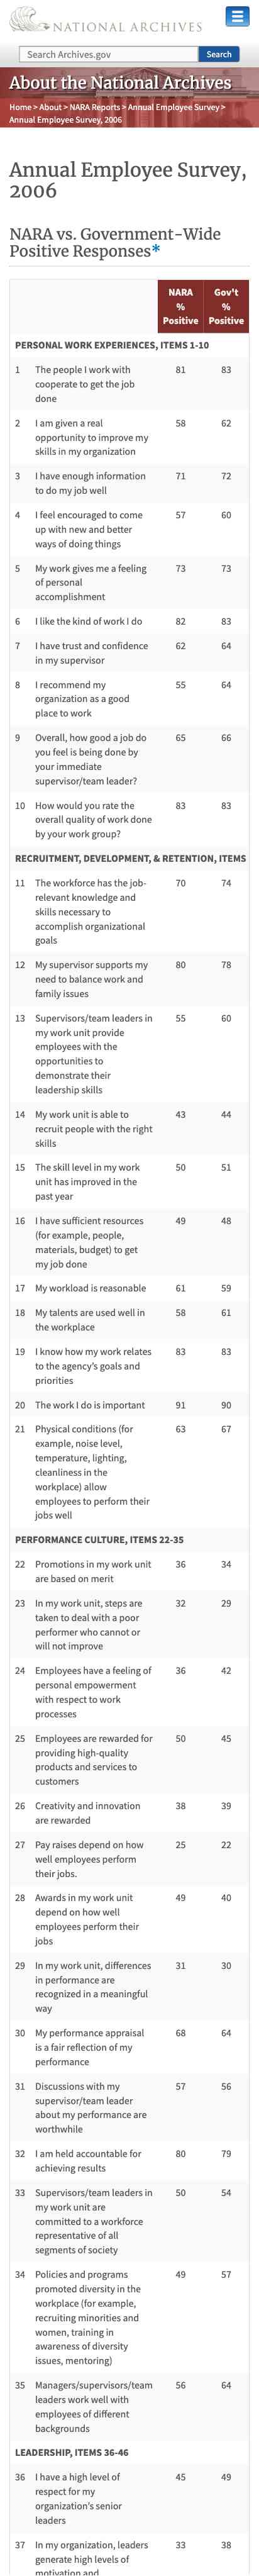 NATIONAL ARCHIVES
Search Archives.gov
Search
About the National Archives
Home > About > NARA Reports > Annual Employee Survey >
Annual Employee Survey, 2006
Annual Employee Survey,
2006
NARA vs. Government-Wide
Positive Responses*
NARA Gov't
% %
Positive Positive
PERSONAL WORK EXPERIENCES, ITEMS 1-10
1 The people I work with 81 83
cooperate to get the job
done
2 I am given a real 58 62
opportunity to improve my
skills in my organization
3 I have enough information 71 72
to do my job well
4 I feel encouraged to come 57 60
up with new and better
ways of doing things
5 My work gives me a feeling 73 73
of personal
accomplishment
6 I like the kind of work I do 82 83
7 I have trust and confidence 62 64
in my supervisor
8 I recommend my 55 64
organization as a good
place to work
9 Overall, how good a job do 65 66
you feel is being done by
your immediate
supervisor/team leader?
10 How would you rate the 83 83
overall quality of work done
by your work group?
RECRUITMENT, DEVELOPMENT, & RETENTION, ITEMS
11 The workforce has the job- 70 74
relevant knowledge and
skills necessary to
accomplish organizational
goals
12 My supervisor supports my 80 78
need to balance work and
family issues
13 Supervisors/team leaders in 55 60
my work unit provide
employees with the
opportunities to
demonstrate their
leadership skills
14 My work unit is able to 43 44
recruit people with the right
skills
15 The skill level in my work 50 51
unit has improved in the
past year
16 I have sufficient resources 49 48
(for example, people,
materials, budget) to get
my job done
17 My workload is reasonable 61 59
18 My talents are used well in 58 61
the workplace
19 I know how my work relates 83 83
to the agency's goals and
priorities
20 The work I do is important 91 90
21 Physical conditions (for 63 67
example, noise level,
temperature, lighting,
cleanliness in the
workplace) allow
employees to perform their
jobs well
PERFORMANCE CULTURE, ITEMS 22-35
22 Promotions in my work unit 36 34
are based on merit
23 In my work unit, steps are 32 29
taken to deal with a poor
performer who cannot or
will not improve
24 Employees have a feeling of 36 42
personal empowerment
with respect to work
processes
25 Employees are rewarded for 50 45
providing high-quality
products and services to
customers
26 Creativity and innovation 38 39
are rewarded
27 Pay raises depend on how 25 22
well employees perform
their jobs.
28 Awards in my work unit 49 40
depend on how well
employees perform their
jobs
29 In my work unit, differences 31 30
in performance are
recognized in a meaningful
way
30 My performance appraisal 68 64
is a fair reflection of my
performance
31 Discussions with my 57 56
supervisor/team leader
about my performance are
worthwhile
32 I am held accountable for 80 79
achieving results
33 Supervisors/team leaders in 50 54
my work unit are
committed to a workforce
representative of all
segments of society
34 Policies and programs 49 57
promoted diversity in the
workplace (for example,
recruiting minorities and
women, training in
awareness of diversity
issues, mentoring)
35 Managers/supervisors/team 56 64
leaders work well with
employees of different
backgrounds
LEADERSHIP, ITEMS 36-46
36 I have a high level of 45 49
respect for my
organization's senior
leaders
37 In my organization, leaders 33 38
generate high levels of
motivation and